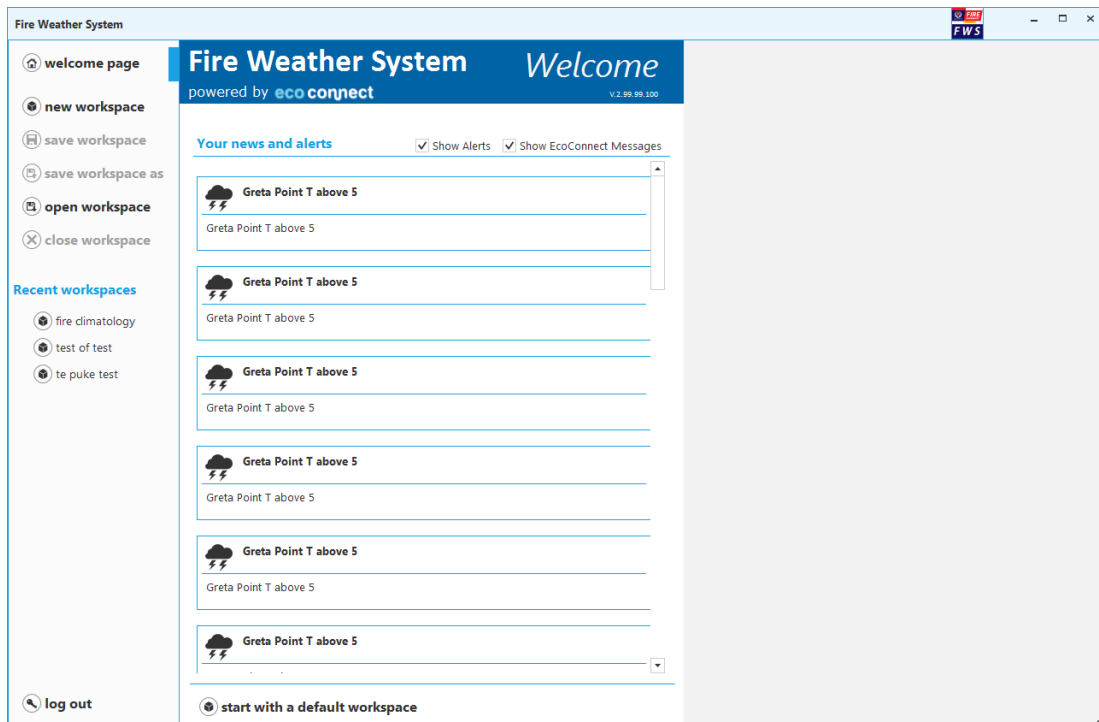 Fire Weather System
FIRE
FWS
welcome page
new workspace
save workspace
save workspace as
open workspace
close workspace
Recent workspaces
fire climatology
test of test
te puke test
log out
Fire Weather System
Welcome
powered by ecoconnect
V.2.99.99.100
Your news and alerts
Show Alerts
Show EcoConnect Messages
Greta Point T above 5
Greta Point T above 5
Greta Point T above 5
Greta Point T above 5
Greta Point T above 5
Greta Point T above 5
Greta Point T above 5
Greta Point T above 5
Greta Point T above 5
Greta Point T above 5
Greta Point T above 5
start with a default workspace